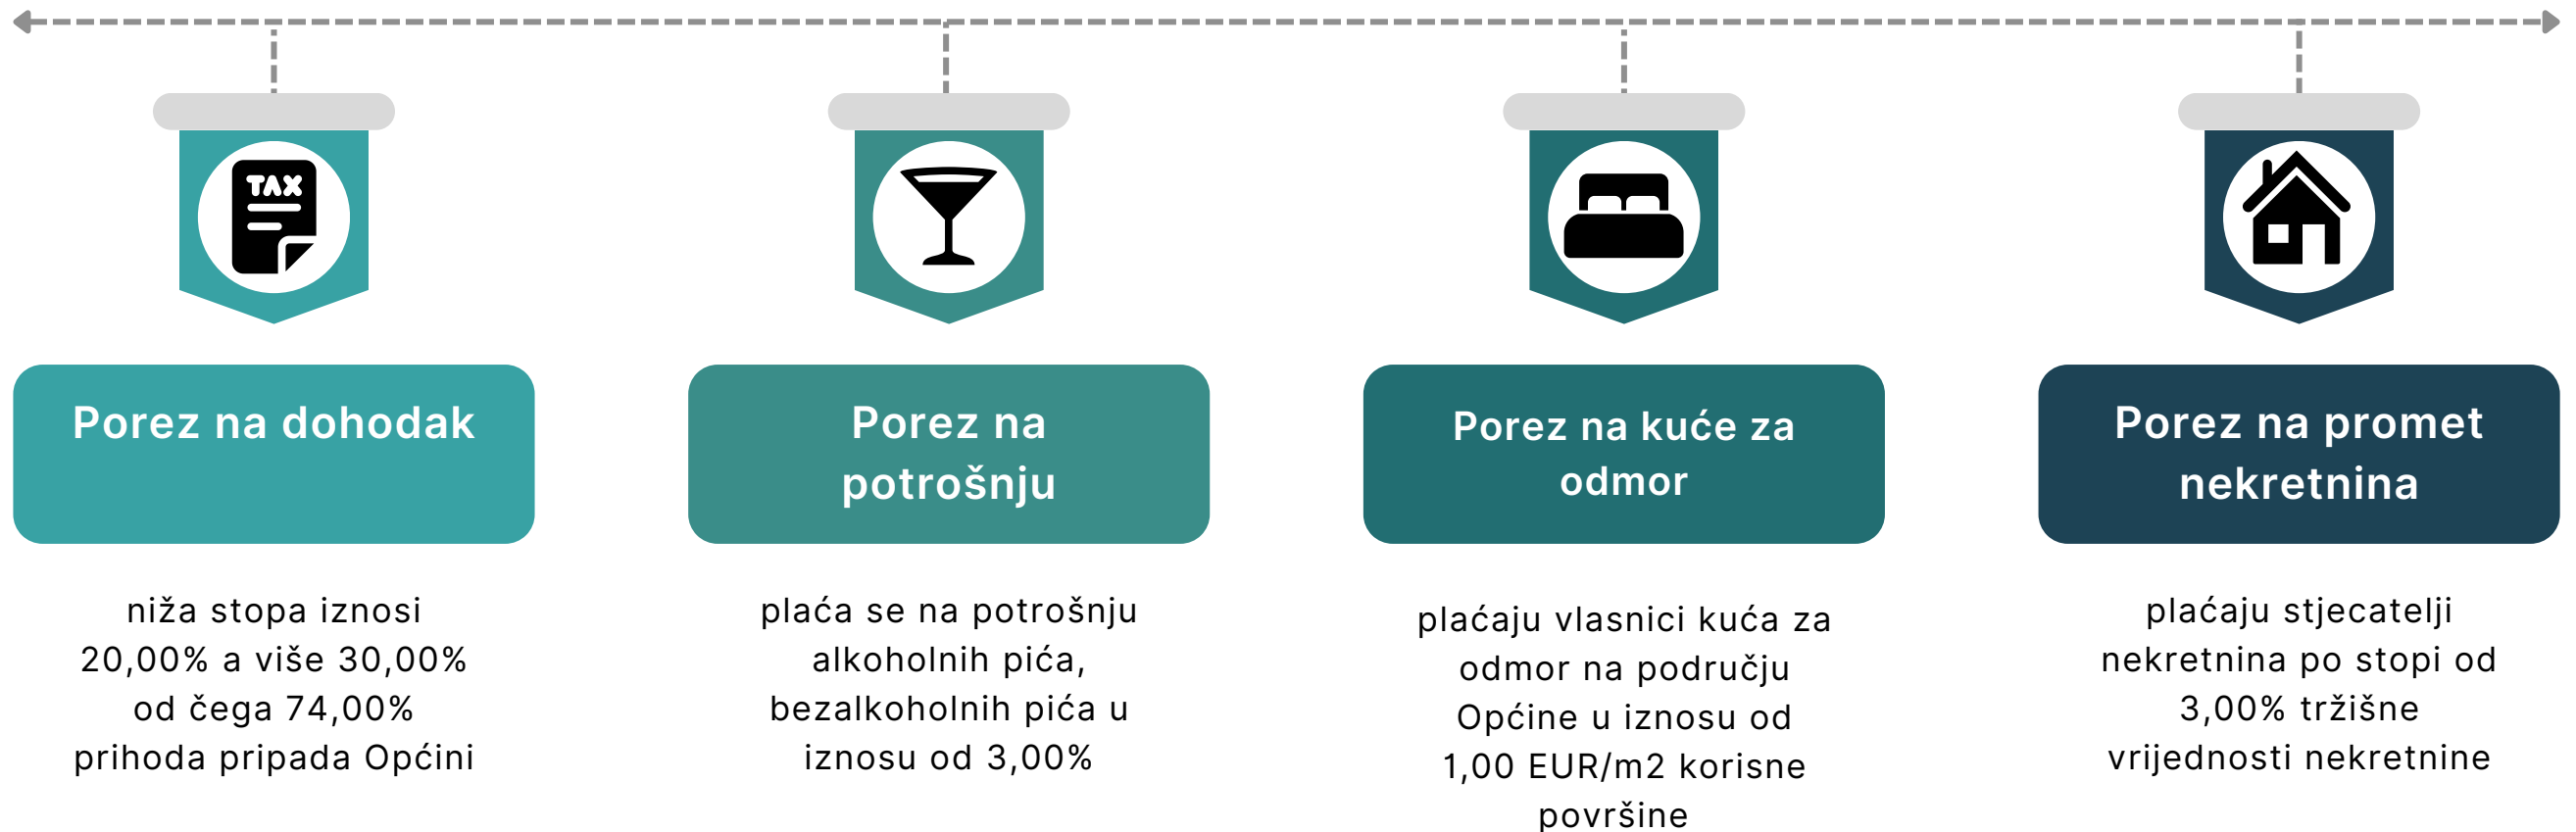 TAX
Porez na dohodak
niža stopa iznosi
20,00% a više 30,00%
od čega 74,00%
prihoda pripada Općini
Porez na
potrošnju
plaća se na potrošnju
alkoholnih pića,
bezalkoholnih pića u
iznosu od 3,00%
Porez na kuće za
odmor
plaćaju vlasnici kuća za
odmor na području
Općine u iznosu od
1,00 EUR/m2 korisne
površine
Porez na promet
nekretnina
plaćaju stjecatelji
nekretnina po stopi od
3,00% tržišne
vrijednosti nekretnine